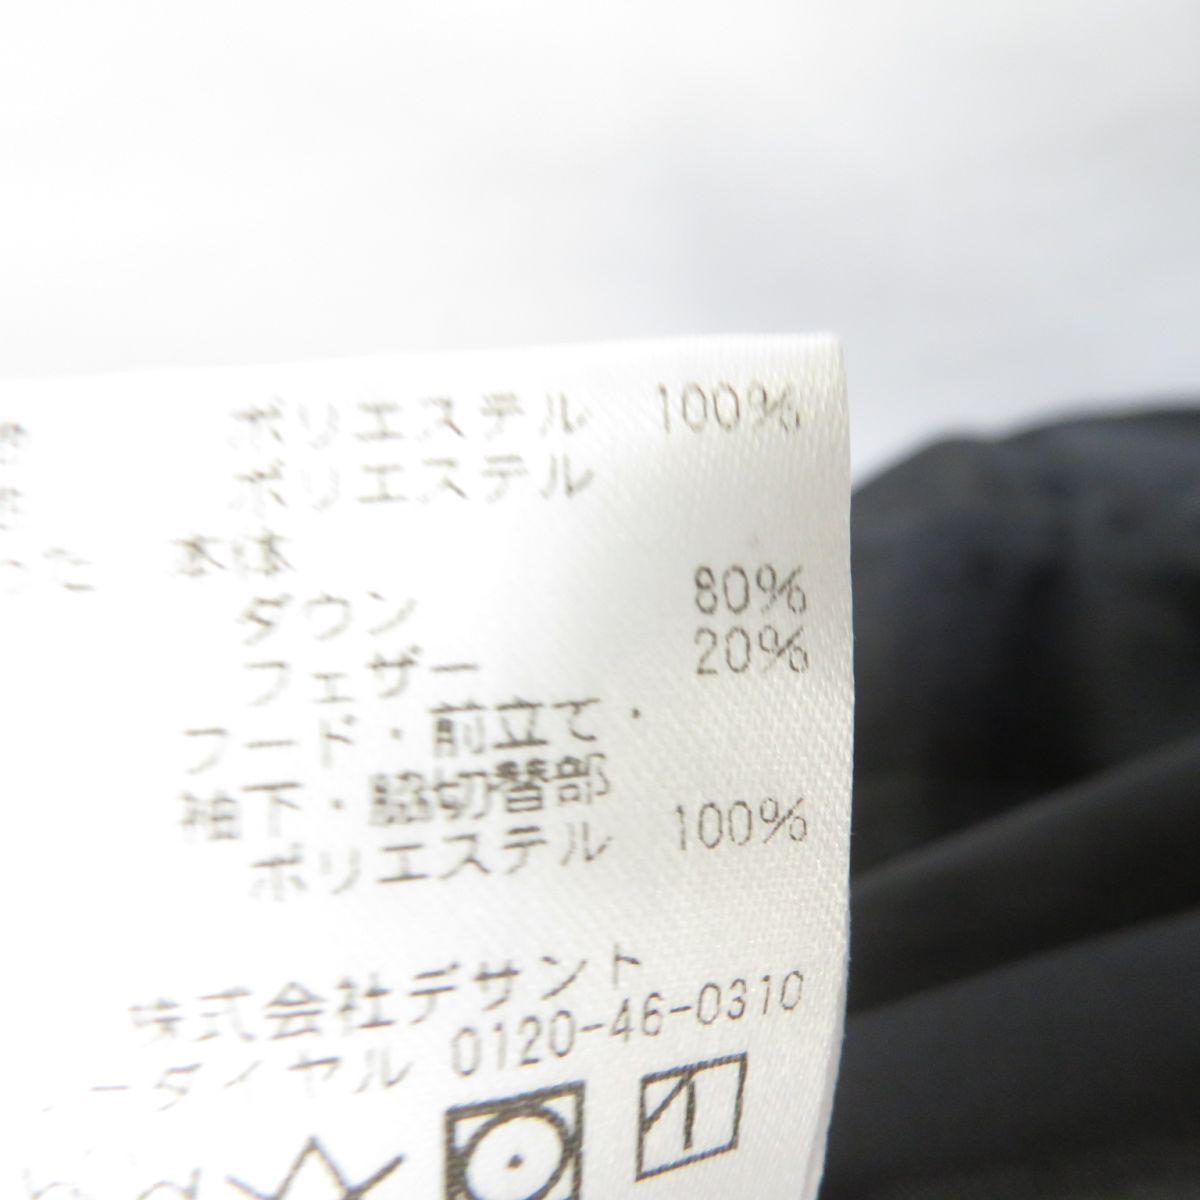 ポリエステル 100%
ポリエステル
本体
ダウン 80%
フェザー 20%
フード・前立て・
袖下・脇切替部
ポリエステル 100%
株式会社デサント
ーダイヤル 0120-46-0310